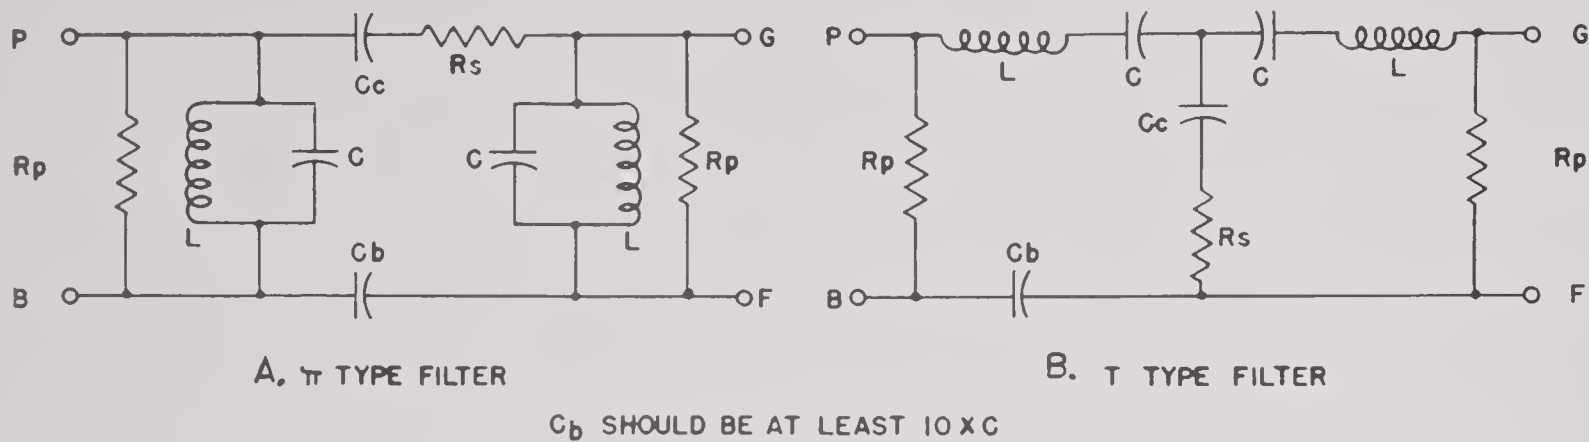 P Cc Rs G
Rp L C C L Rp
B Cb F
A. π TYPE FILTER
P L C C L G
Rp Cc Rs Rp
B Cb F
B. T TYPE FILTER
Cb SHOULD BE AT LEAST 10 X C